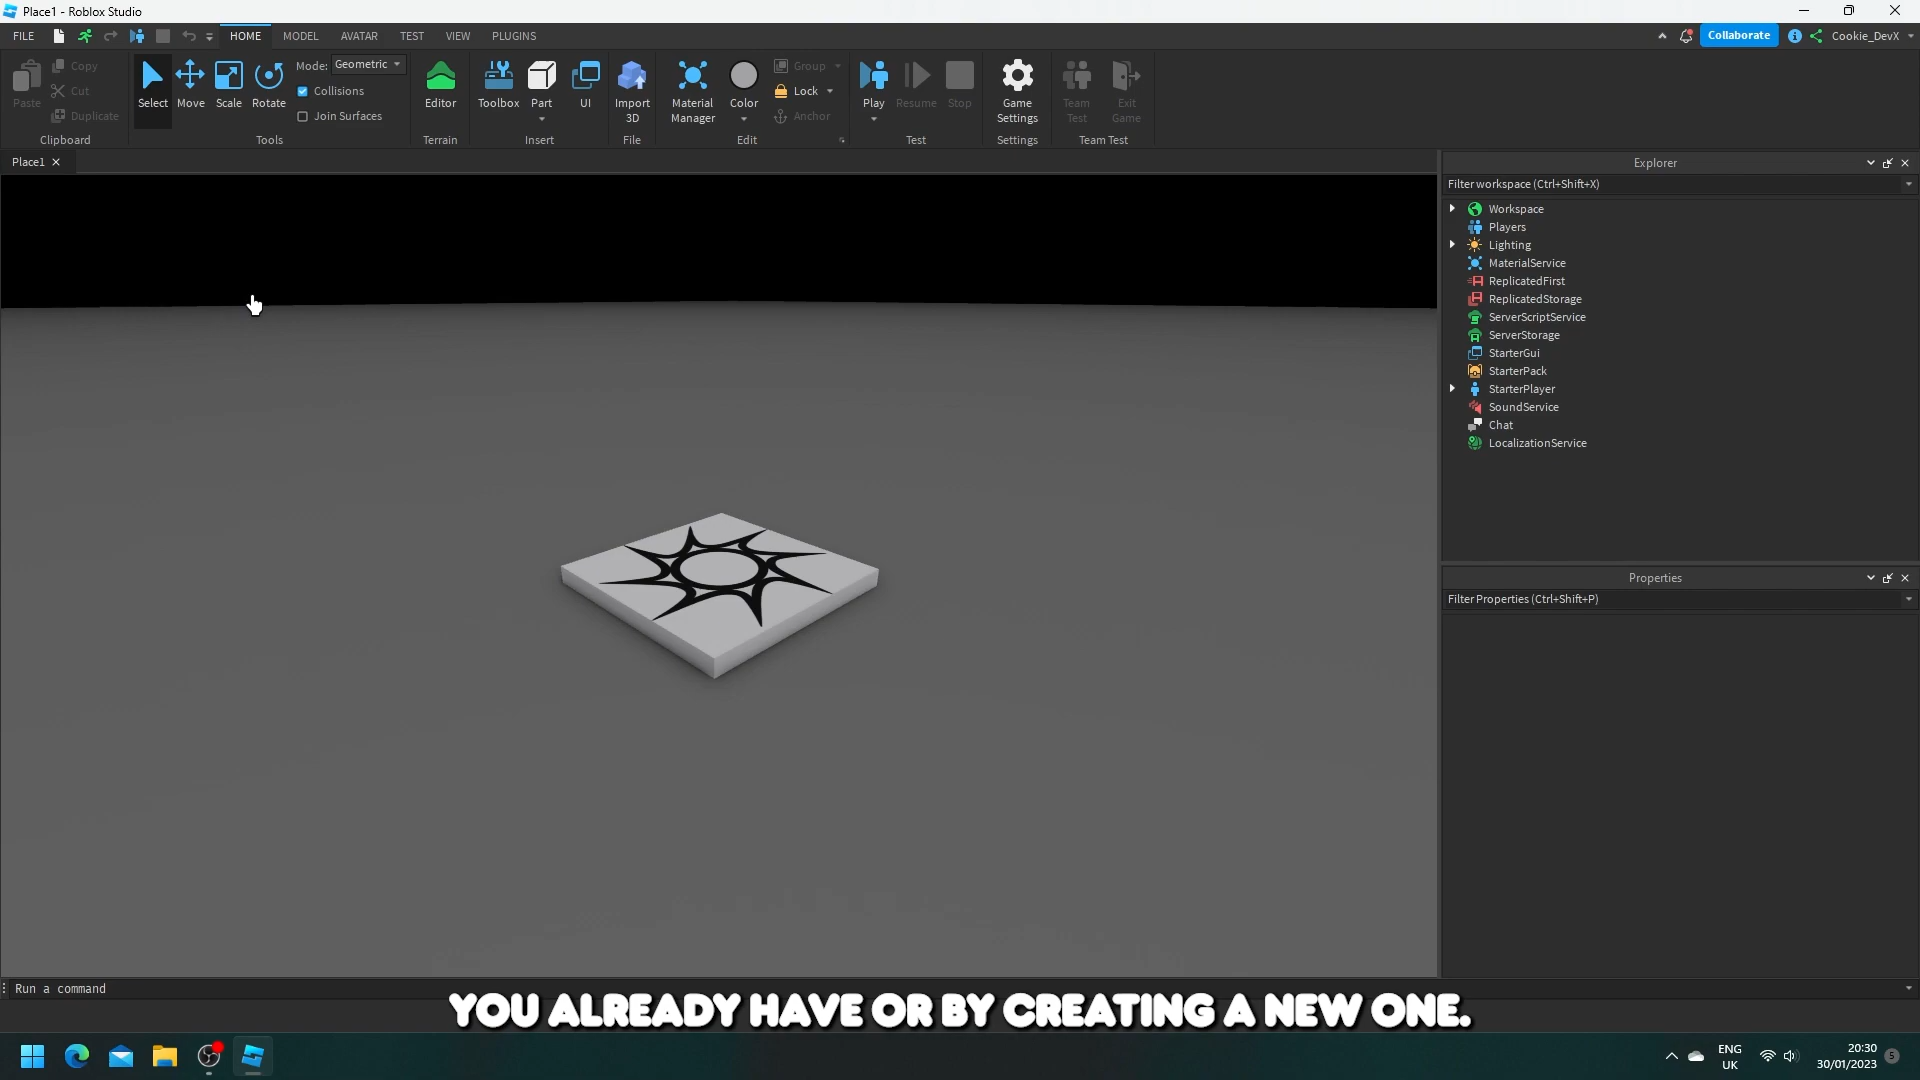 Place1 - Roblox Studio
FILE
HOME
MODEL
AVATAR
TEST
VIEW
PLUGINS
Collaborate
Cookie_DevX
Paste
Copy
Cut
Duplicate
Clipboard
Select
Move
Scale
Rotate
Mode: Geometric
Collisions
Join Surfaces
Tools
Editor
Terrain
Toolbox
Part
UI
Insert
Import
3D
File
Material
Manager
Color
Group
Lock
Anchor
Edit
Play
Resume
Stop
Test
Game
Settings
Settings
Team
Test
Exit
Game
Team Test
Place1
Explorer
Filter workspace (Ctrl+Shift+X)
Workspace
Players
Lighting
MaterialService
ReplicatedFirst
ReplicatedStorage
ServerScriptService
ServerStorage
StarterGui
StarterPack
StarterPlayer
SoundService
Chat
LocalizationService
Properties
Filter Properties (Ctrl+Shift+P)
Run a command
YOU ALREADY HAVE OR BY CREATING A NEW ONE.
ENG
UK
20:30
30/01/2023
5